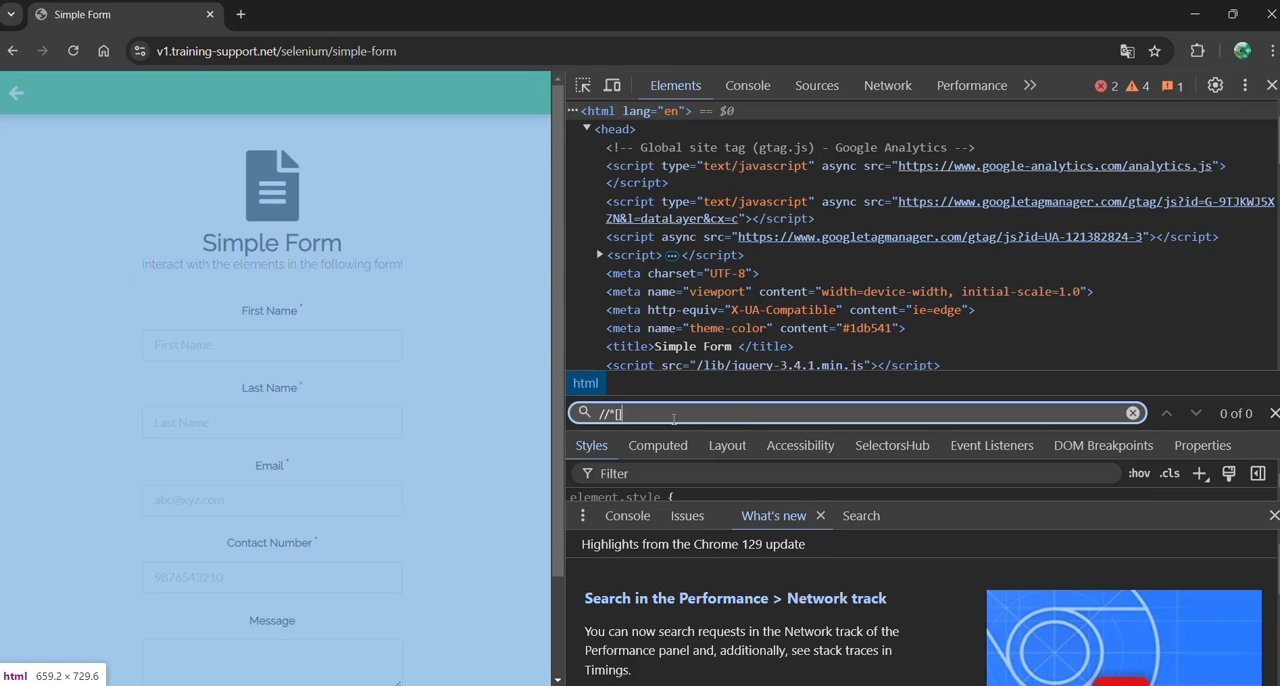 Simple Form
v1.training-support.net/selenium/simple-form
Simple Form
Interact with the elements in the following form!
First Name *
First Name
Last Name *
Last Name
Email *
abc@xyz.com
Contact Number *
9876543210
Message
html 659.2 × 729.6
Elements Console Sources Network Performance 2 4 1
<html lang="en"> == $0
<head>
<!-- Global site tag (gtag.js) - Google Analytics -->
<script type="text/javascript" async src="https://www.google-analytics.com/analytics.js">
</script>
<script type="text/javascript" async src="https://www.googletagmanager.com/gtag/js?id=G-9TJKWJ5X
ZN&l=dataLayer&cx=c"></script>
<script async src="https://www.googletagmanager.com/gtag/js?id=UA-121382824-3"></script>
<script> </script>
<meta charset="UTF-8">
<meta name="viewport" content="width=device-width, initial-scale=1.0">
<meta http-equiv="X-UA-Compatible" content="ie=edge">
<meta name="theme-color" content="#1db541">
<title>Simple Form </title>
<script src="/lib/jquery-3.4.1.min.js"></script>
html
//*[] 0 of 0
Styles Computed Layout Accessibility SelectorsHub Event Listeners DOM Breakpoints Properties
Filter :hov .cls
element.style {
Console Issues What's new Search
Highlights from the Chrome 129 update
Search in the Performance > Network track
You can now search requests in the Network track of the
Performance panel and, additionally, see stack traces in
Timings.